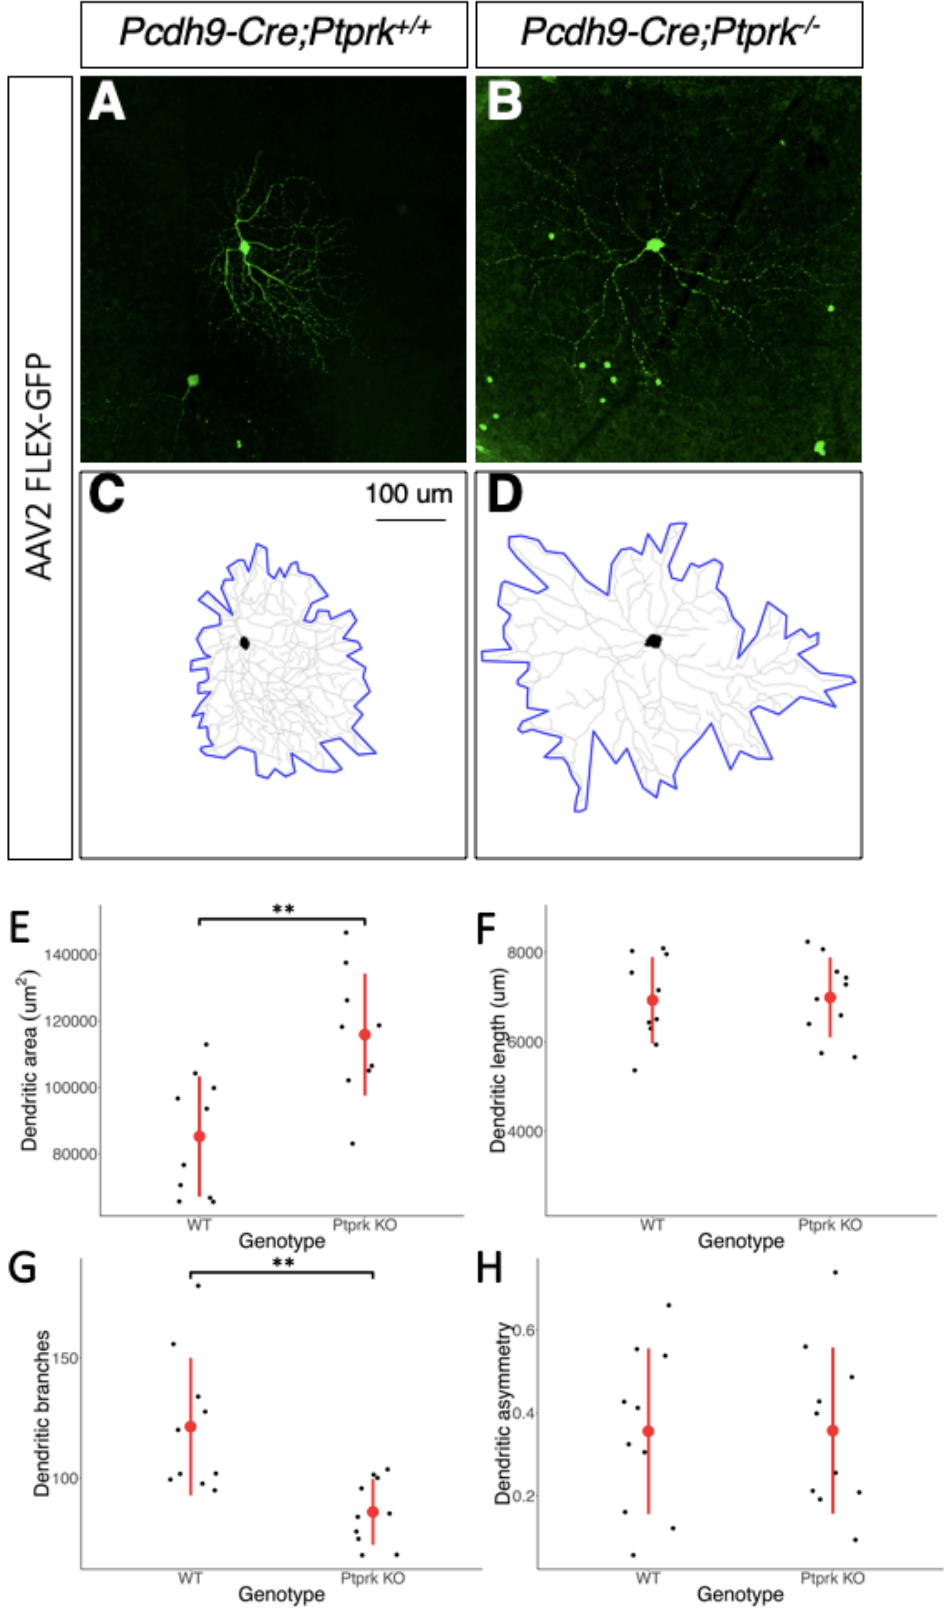 Pcdh9-Cre;Ptprk+/+
Pcdh9-Cre;Ptprk-/-
AAV2 FLEX-GFP
A
B
C
100 um
D
E
**
Dendritic area (um2)
140000
120000
100000
80000
WT
Ptprk KO
Genotype
F
Dendritic length (um)
8000
6000
4000
WT
Ptprk KO
Genotype
G
**
Dendritic branches
150
100
WT
Ptprk KO
Genotype
H
Dendritic asymmetry
0.6
0.4
0.2
WT
Ptprk KO
Genotype